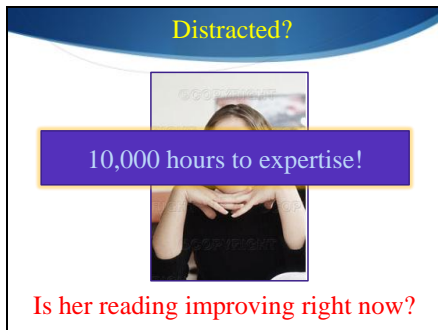 Distracted?
10,000 hours to expertise!
Is her reading improving right now?